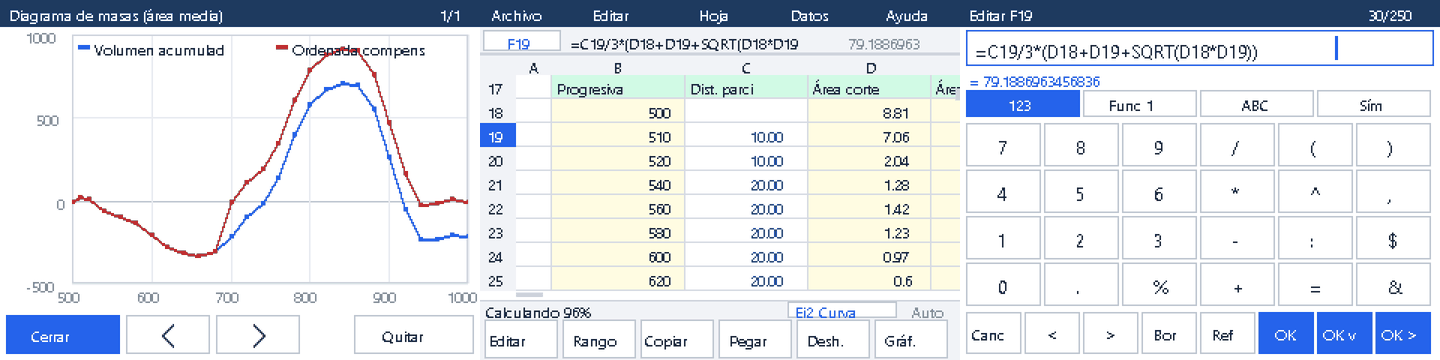 Diagrama de masas (área media) 1/1
Volumen acumulad Ordenada compens
1000
500
0
-500
500 600 700 800 900 1000
Cerrar < > Quitar
Archivo Editar Hoja Datos Ayuda
F19 =C19/3*(D18+D19+SQRT(D18*D19 79.1886963
A B C D
17 Progresiva Dist. parci Área corte Áre
18 500 8.81
19 510 10.00 7.06
20 520 10.00 2.04
21 540 20.00 1.28
22 560 20.00 1.42
23 580 20.00 1.23
24 600 20.00 0.97
25 620 20.00 0.6
Calculando 96% Ej2 Curva Auto
Editar Rango Copiar Pegar Desh. Gráf.
Editar F19 30/250
=C19/3*(D18+D19+SQRT(D18*D19))
= 79.1886963456836
123 Func 1 ABC Sím
7 8 9 / ( )
4 5 6 * ^ ,
1 2 3 - : $
0 . % + = &
Canc < > Bor Ref OK OK v OK >